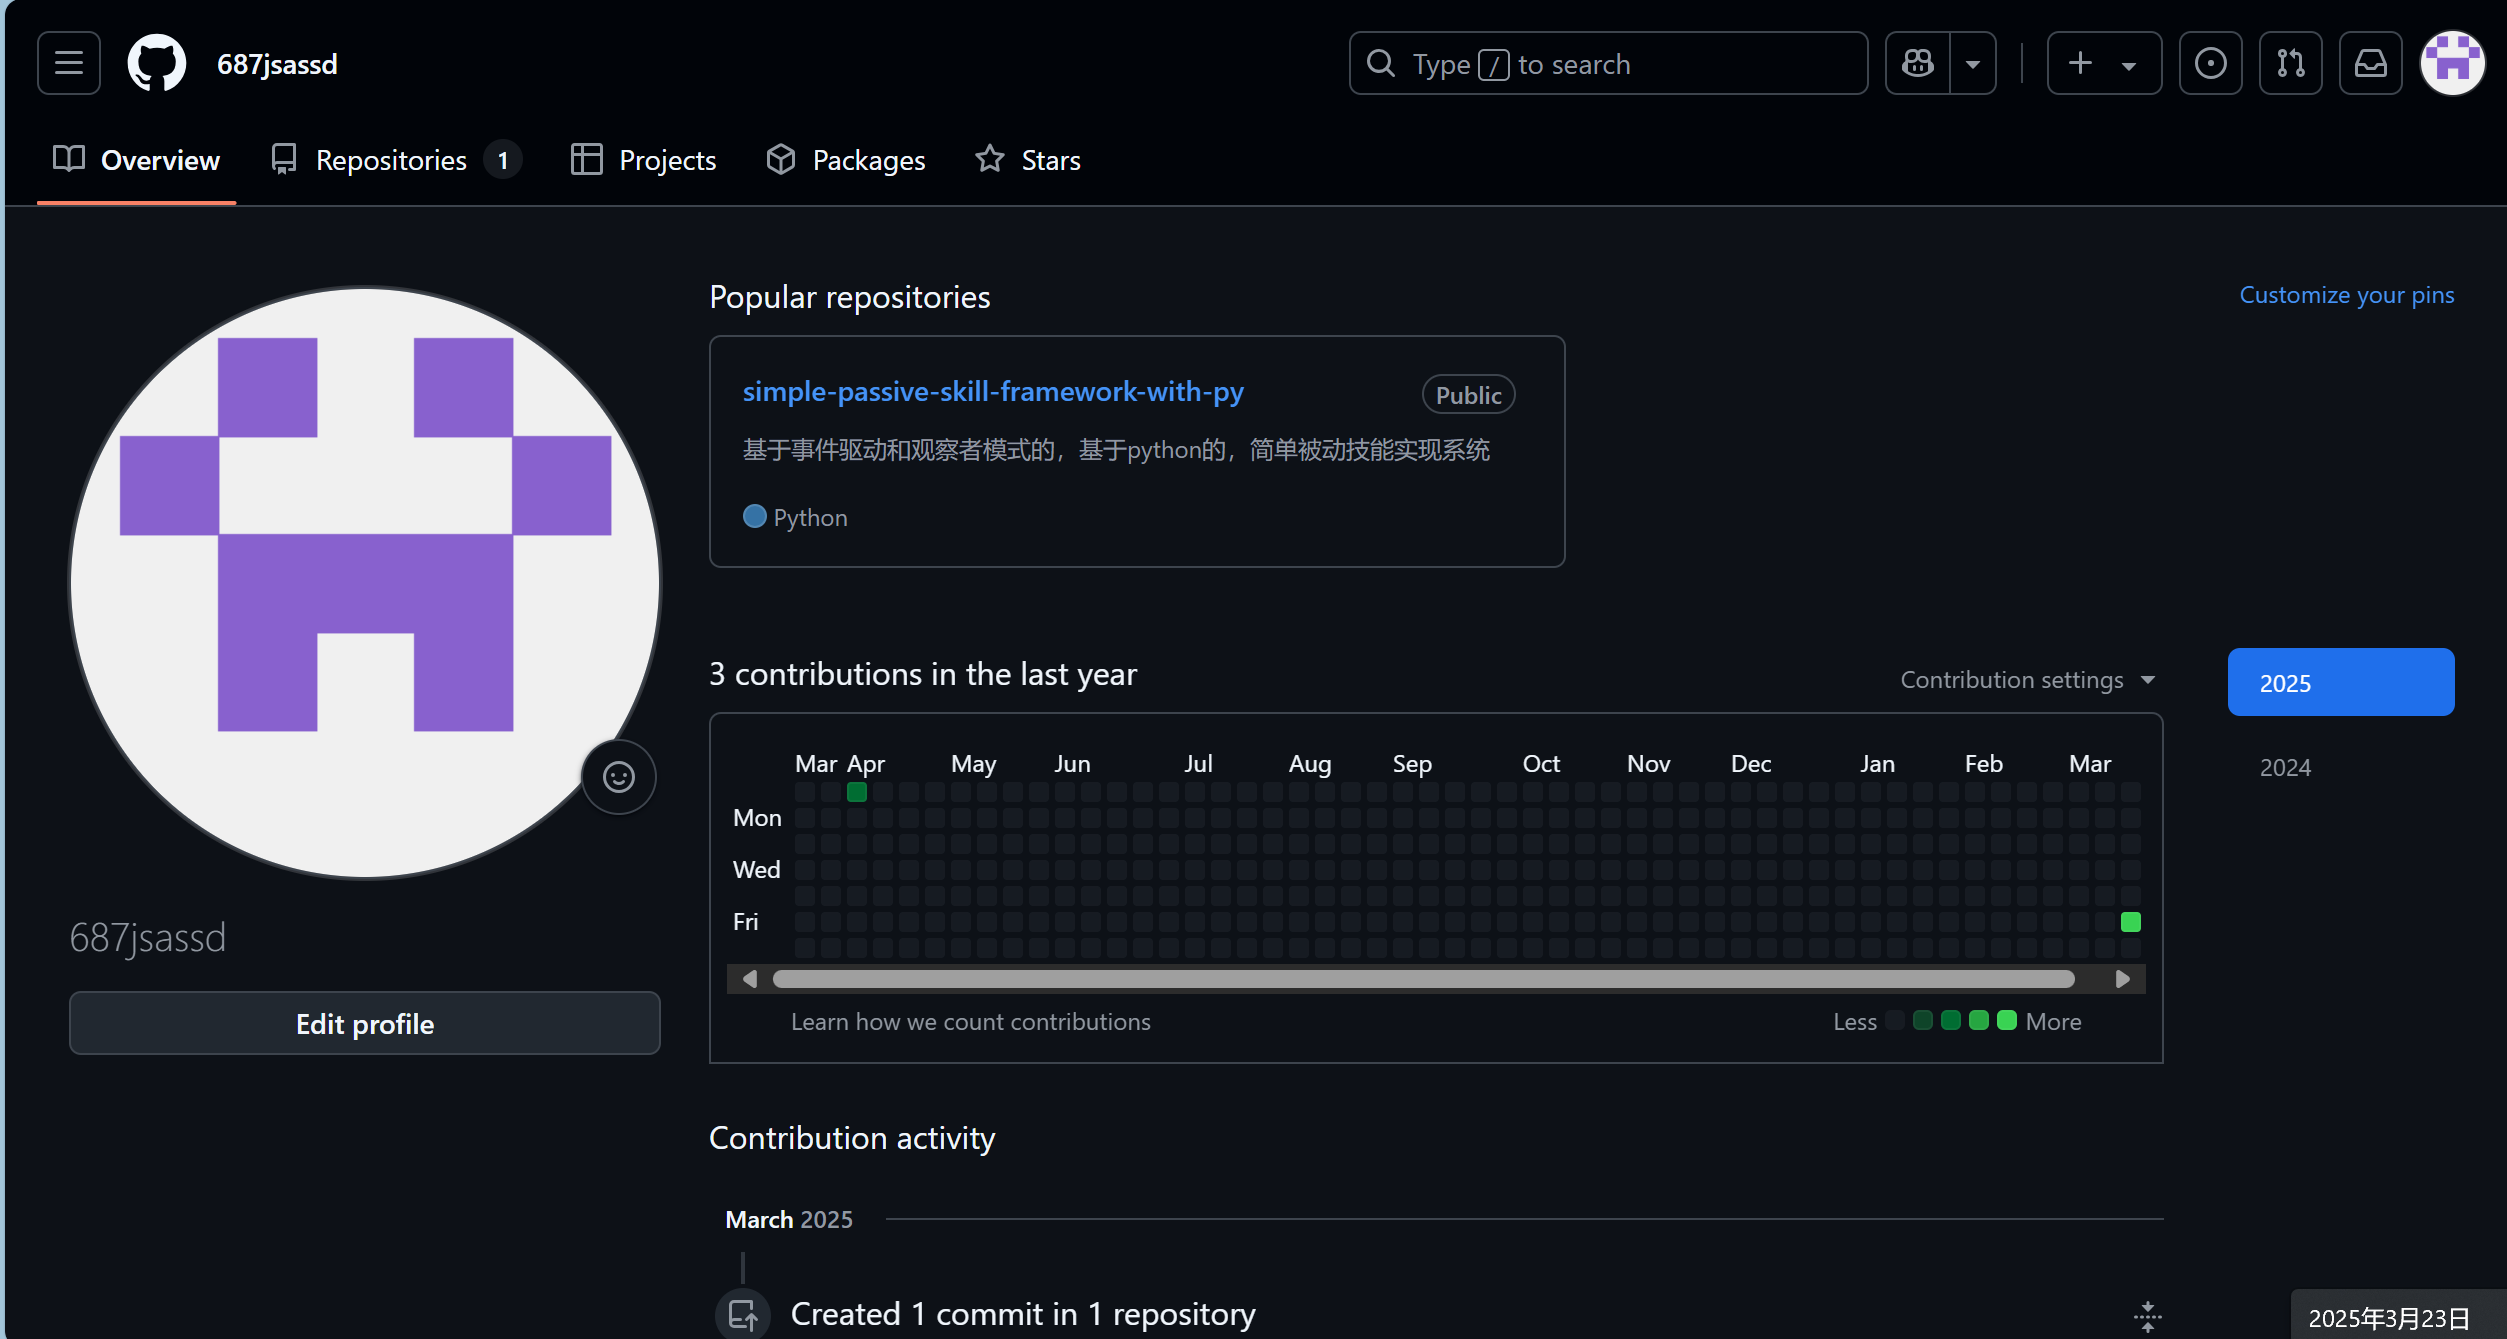 687jsassd
Type / to search
Overview
Repositories 1
Projects
Packages
Stars
Popular repositories
Customize your pins
simple-passive-skill-framework-with-py
Public
基于事件驱动和观察者模式的，基于python的，简单被动技能实现系统
Python
3 contributions in the last year
Contribution settings
2025
2024
Mar Apr May Jun Jul Aug Sep Oct Nov Dec Jan Feb Mar
Mon
Wed
Fri
Learn how we count contributions
Less
More
687jsassd
Edit profile
Contribution activity
March 2025
Created 1 commit in 1 repository
2025年3月23日